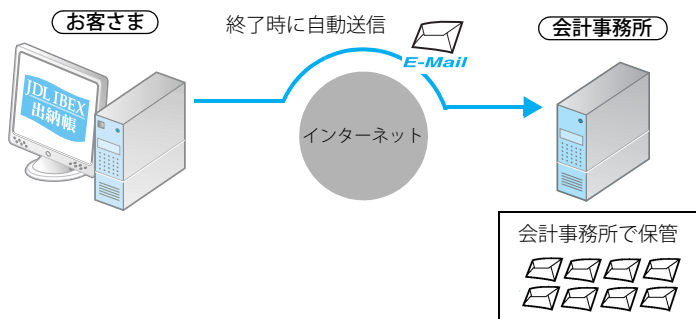 お客さま
終了時に自動送信
E-Mail
会計事務所
JDL IBEX
出納帳
インターネット
会計事務所で保管